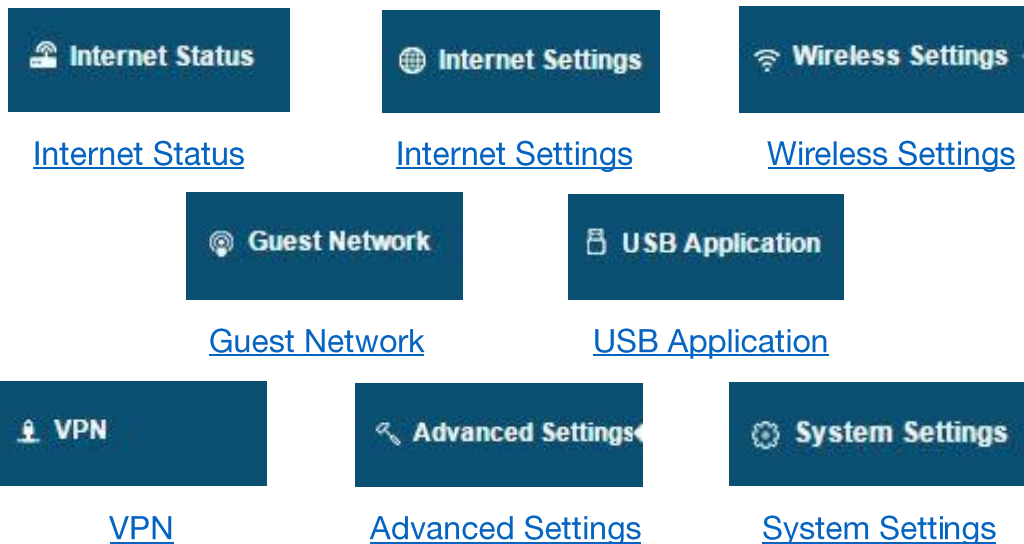 Internet Status
Internet Settings
Wireless Settings
Internet Status
Internet Settings
Wireless Settings
Guest Network
USB Application
Guest Network
USB Application
VPN
Advanced Settings
System Settings
VPN
Advanced Settings
System Settings